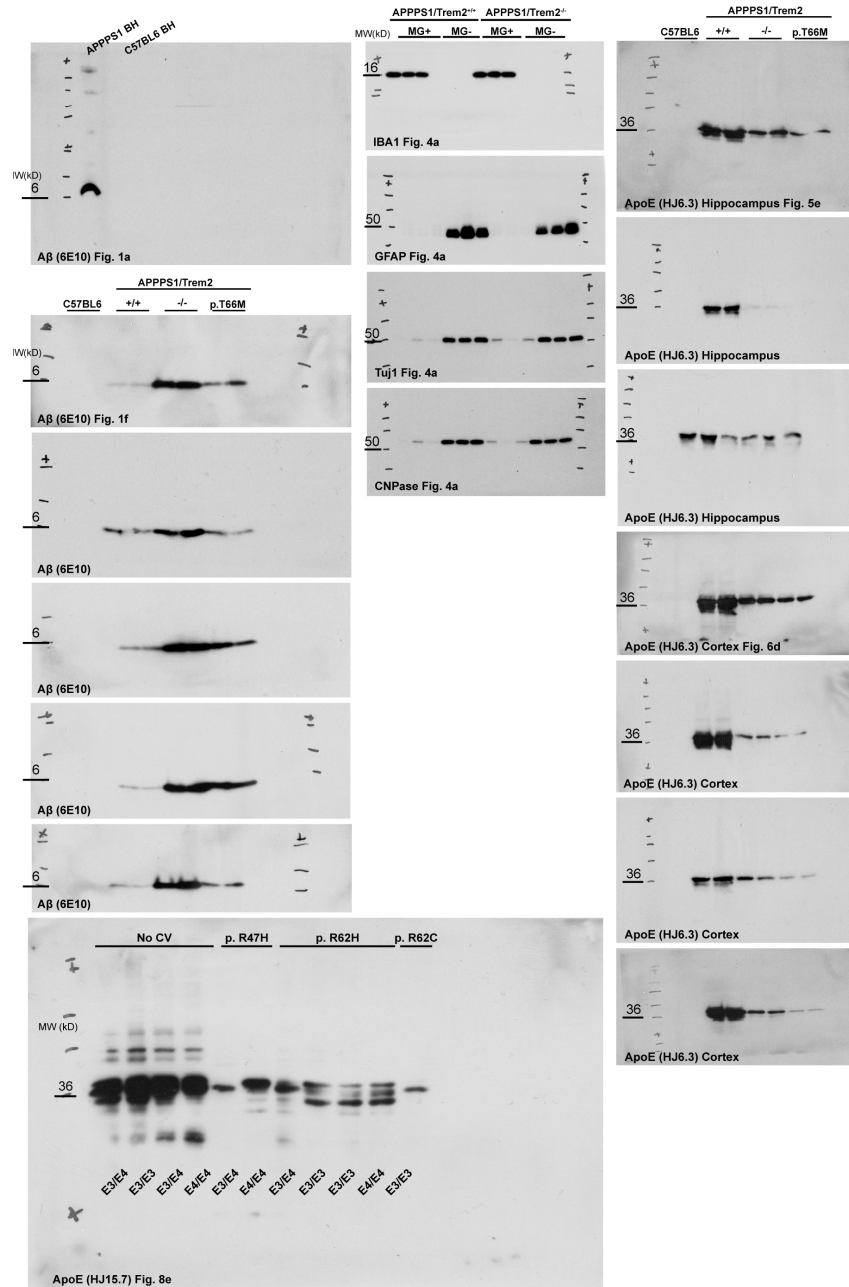 APPPS1 BH
C57BL6 BH
IW(kD)
6
Aβ (6E10) Fig. 1a
APPPS1/Trem2
C57BL6 +/+ -/- p.T66M
IW(kD)
6
Aβ (6E10) Fig. 1f
6
Aβ (6E10)
6
Aβ (6E10)
6
Aβ (6E10)
6
Aβ (6E10)
APPPS1/Trem2+/+ APPPS1/Trem2-/-
MW(kD) MG+ MG- MG+ MG-
16
IBA1 Fig. 4a
50
GFAP Fig. 4a
50
Tuj1 Fig. 4a
50
CNPase Fig. 4a
APPPS1/Trem2
C57BL6 +/+ -/- p.T66M
36
ApoE (HJ6.3) Hippocampus Fig. 5e
36
ApoE (HJ6.3) Hippocampus
36
ApoE (HJ6.3) Hippocampus
36
ApoE (HJ6.3) Cortex Fig. 6d
36
ApoE (HJ6.3) Cortex
36
ApoE (HJ6.3) Cortex
36
ApoE (HJ6.3) Cortex
No CV p. R47H p. R62H p. R62C
MW (kD)
36
E3/E4 E3/E3 E3/E4 E4/E4 E3/E4 E4/E4 E3/E4 E3/E3 E3/E3 E4/E4 E3/E3
ApoE (HJ15.7) Fig. 8e